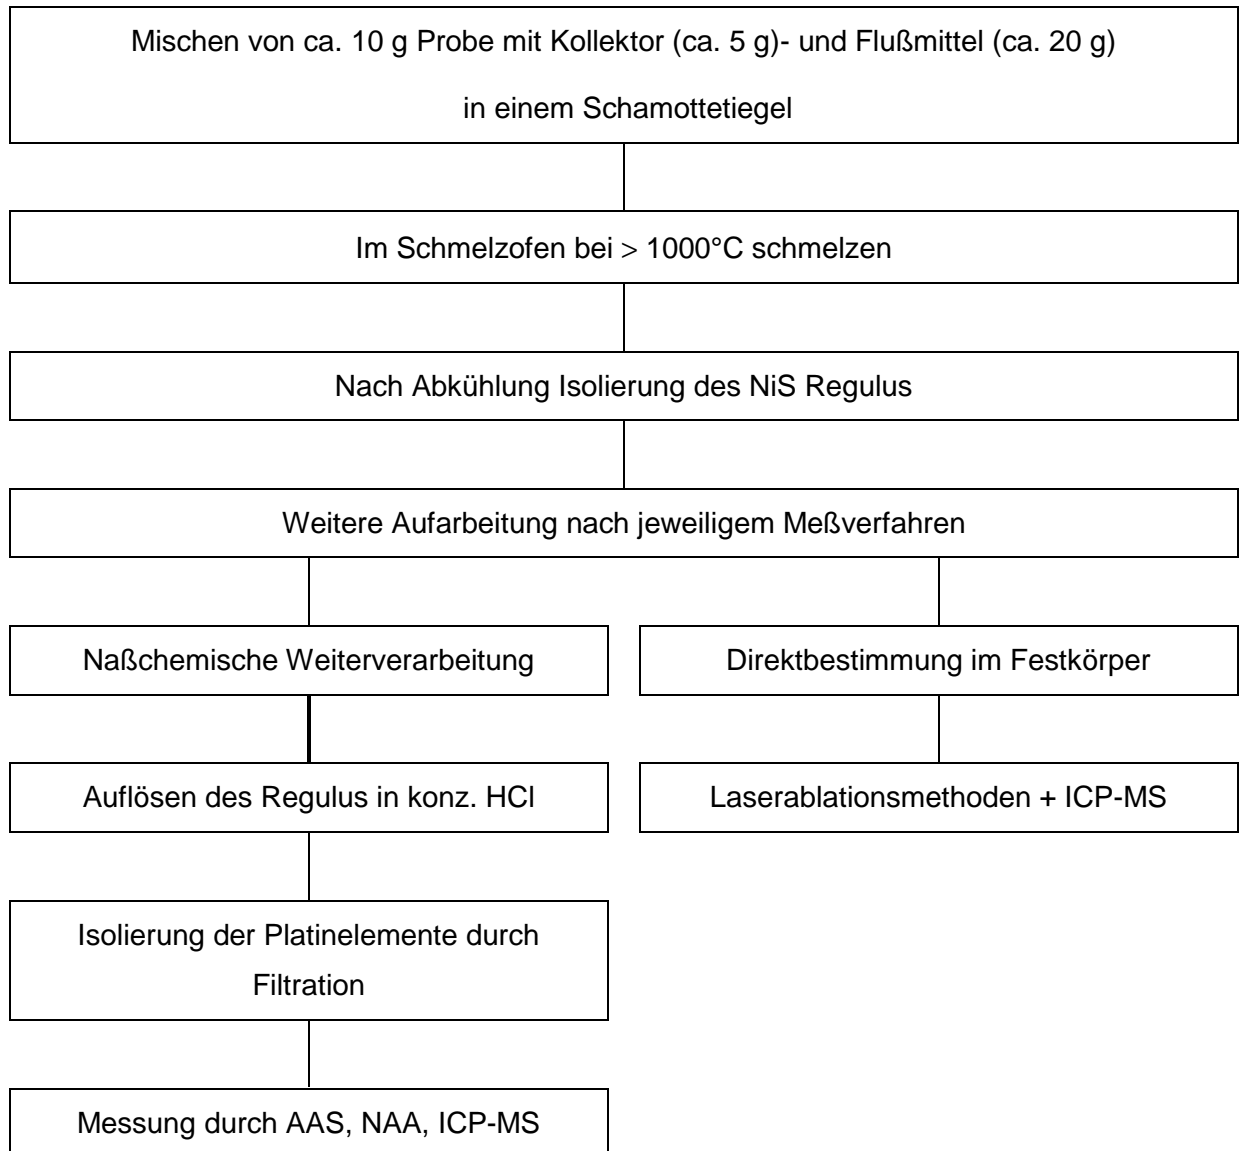 Mischen von ca. 10 g Probe mit Kollektor (ca. 5 g)- und Flußmittel (ca. 20 g)
in einem Schamottetiegel
Im Schmelzofen bei > 1000°C schmelzen
Nach Abkühlung Isolierung des NiS Regulus
Weitere Aufarbeitung nach jeweiligem Meßverfahren
Naßchemische Weiterverarbeitung
Direktbestimmung im Festkörper
Auflösen des Regulus in konz. HCl
Laserablationsmethoden + ICP-MS
Isolierung der Platinelemente durch
Filtration
Messung durch AAS, NAA, ICP-MS